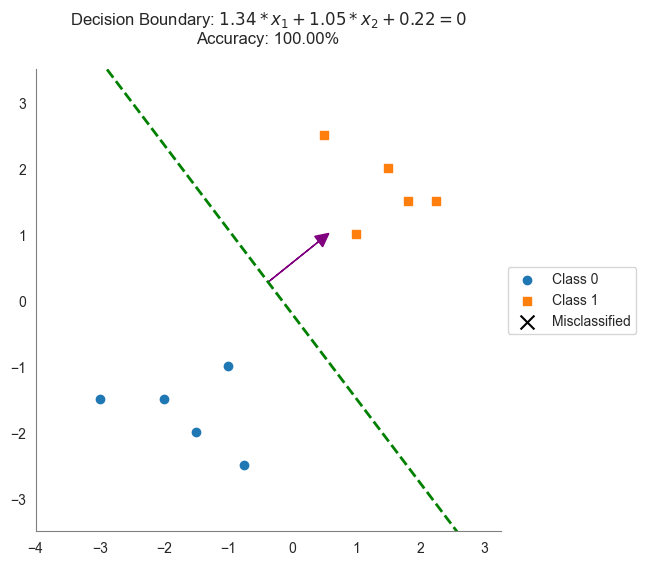 Decision Boundary: 1.34 * x₁ + 1.05 * x₂ + 0.22 = 0
Accuracy: 100.00%
3
2
1
0
−1
−2
−3
−4 −3 −2 −1 0 1 2 3
Class 0
Class 1
Misclassified